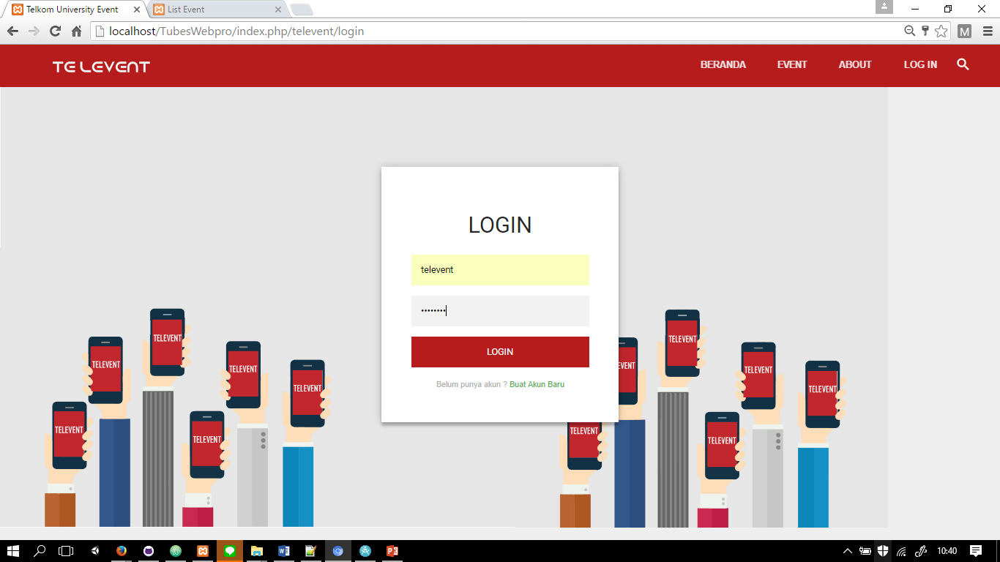 Telkom University Event
List Event
localhost/TubesWebpro/index.php/televent/login
M
TELEVENT
BERANDA
EVENT
ABOUT
LOG IN
LOGIN
televent
••••••••
LOGIN
Belum punya akun ? Buat Akun Baru
TELEVENT
TELEVENT
TELEVENT
TELEVENT
TELEVENT
TELEVENT
TELEVENT
EVENT
TELEVENT
TELEVENT
TELEVENT
TELEVENT
10:40